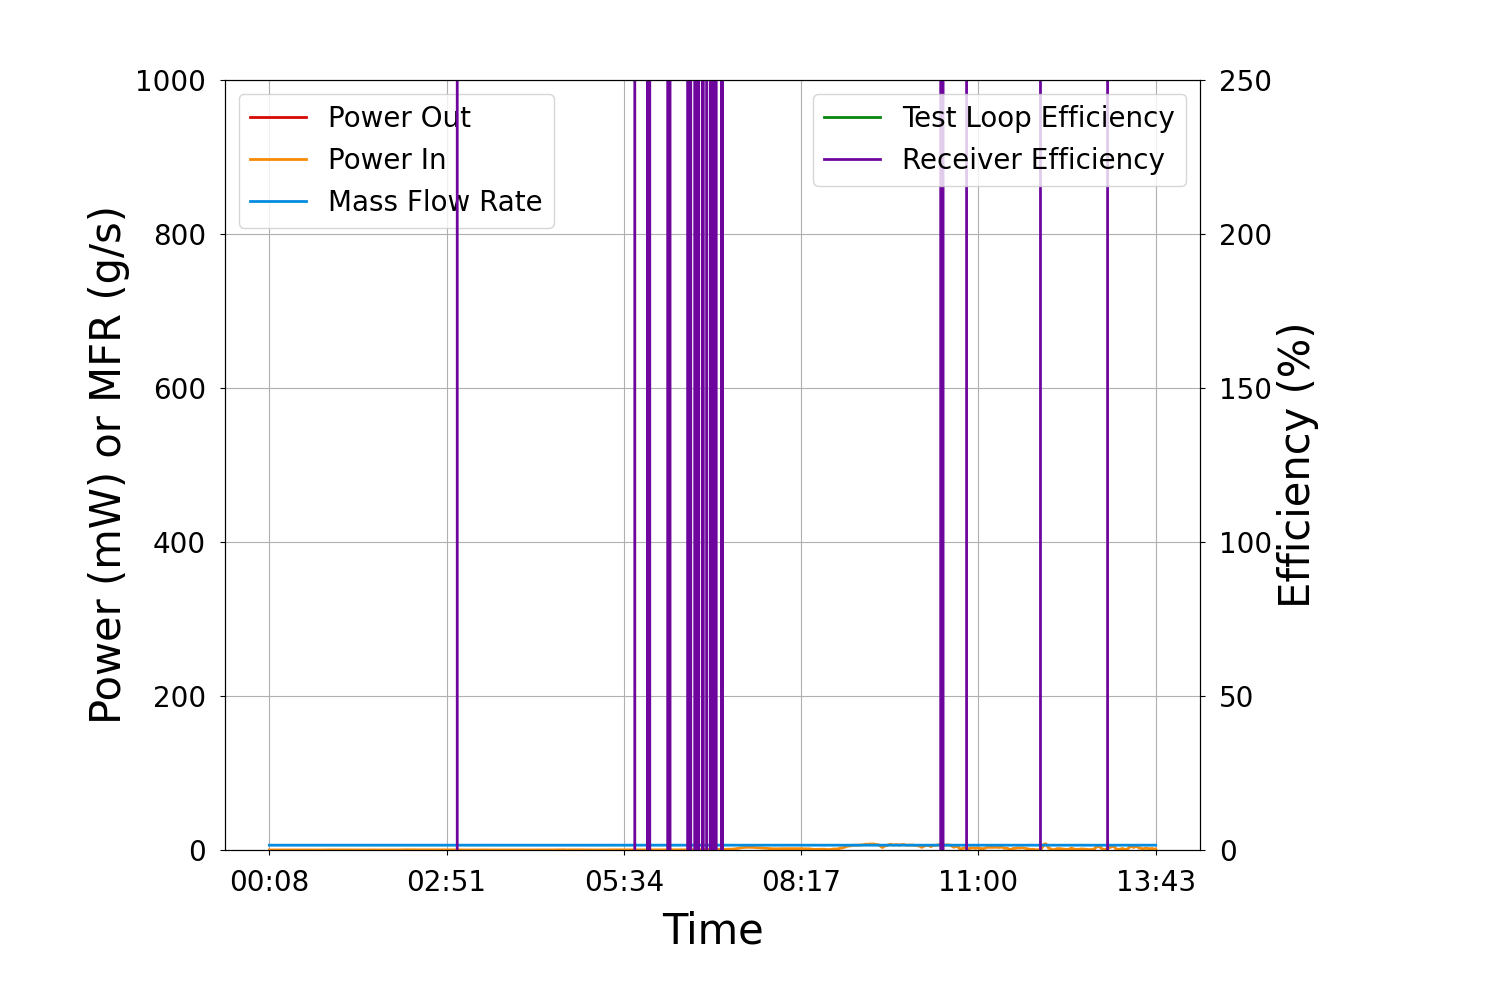 1000
800
600
400
200
0
Power (mW) or MFR (g/s)
Power Out
Power In
Mass Flow Rate
Test Loop Efficiency
Receiver Efficiency
250
200
150
100
50
0
Efficiency (%)
00:08 02:51 05:34 08:17 11:00 13:43
Time